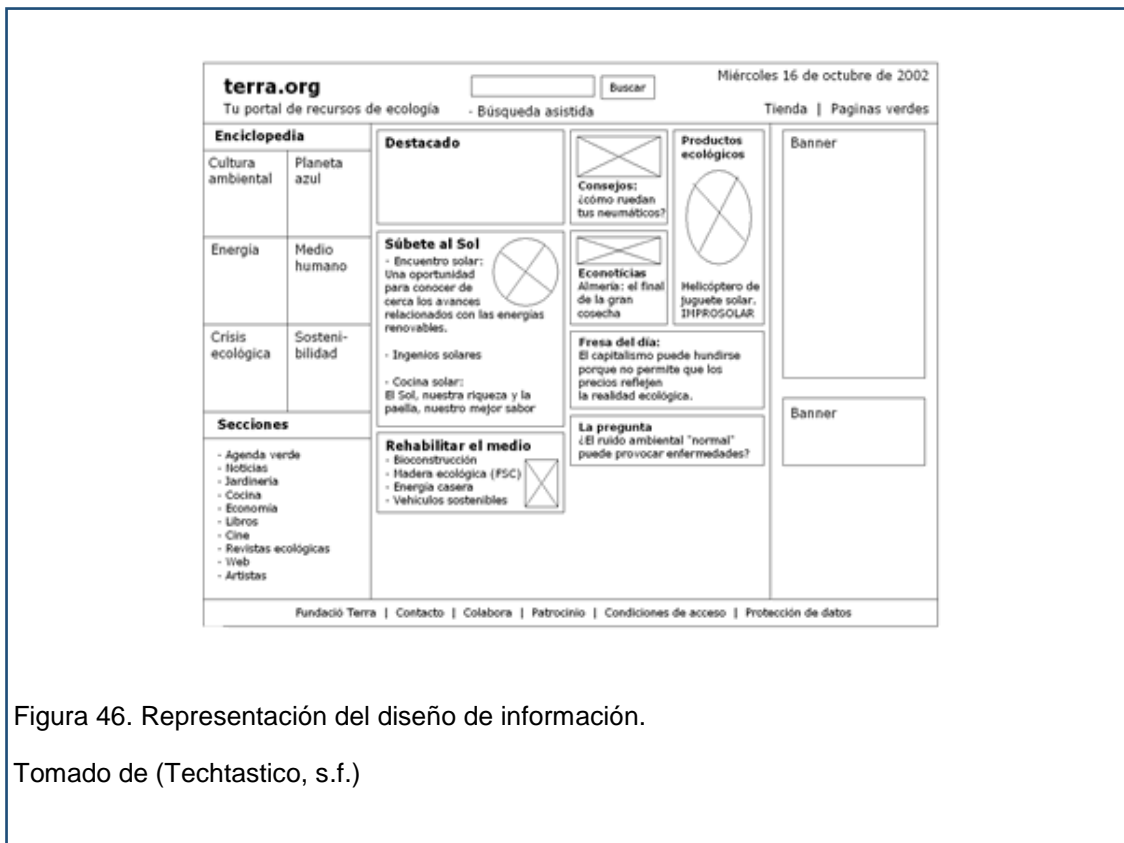 terra.org
Tu portal de recursos de ecología
Buscar
- Búsqueda asistida
Miércoles 16 de octubre de 2002
Tienda | Paginas verdes
Enciclopedia
Cultura
ambiental
Planeta
azul
Energía
Medio
humano
Crisis
ecológica
Sosteni-
bilidad
Secciones
- Agenda verde
- Noticias
- Jardinería
- Cocina
- Economía
- Libros
- Cine
- Revistas ecológicas
- Web
- Artistas
Destacado
Súbete al Sol
- Encuentro solar:
Una oportunidad
para conocer de
cerca los avances
relacionados con las energías
renovables.
- Ingenios solares
- Cocina solar:
El Sol, nuestra riqueza y la
paella, nuestro mejor sabor
Rehabilitar el medio
- Bioconstrucción
- Madera ecológica (FSC)
- Energía casera
- Vehículos sostenibles
Consejos:
¿cómo ruedan
tus neumáticos?
Econotícias
Almería: el final
de la gran
cosecha
Productos
ecológicos
Helicóptero de
juguete solar.
IMPROSOLAR
Fresa del día:
El capitalismo puede hundirse
porque no permite que los
precios reflejen
la realidad ecológica.
La pregunta
¿El ruido ambiental "normal"
puede provocar enfermedades?
Banner
Banner
Fundació Terra | Contacto | Colabora | Patrocinio | Condiciones de acceso | Protección de datos
Figura 46. Representación del diseño de información.
Tomado de (Techtastico, s.f.)